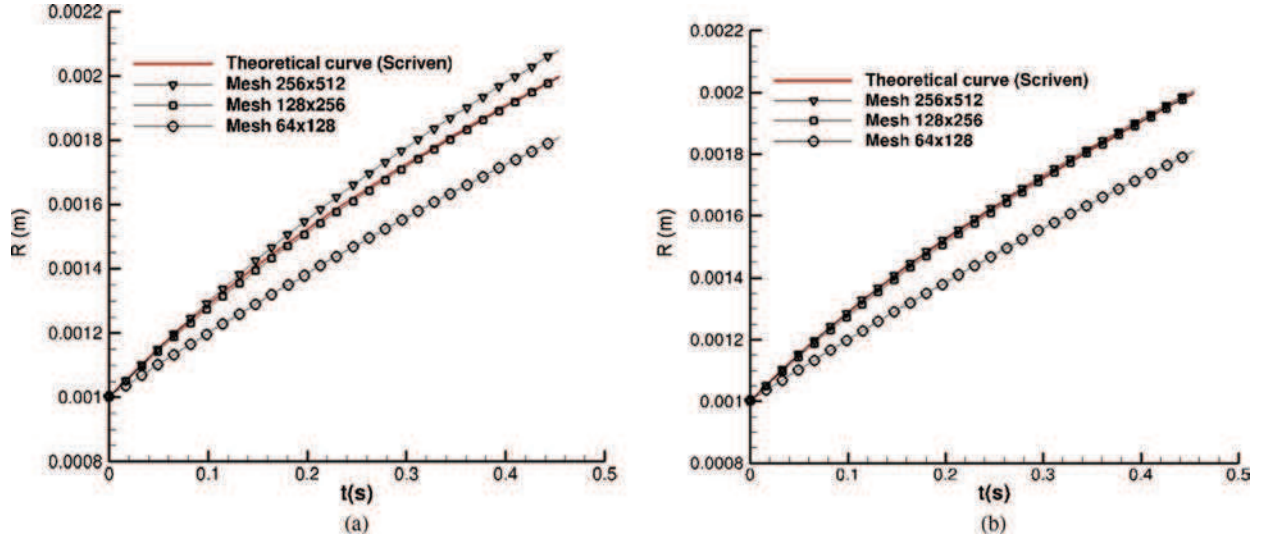 0.0022
0.002
0.0018
0.0016
0.0014
0.0012
0.001
0.0008
R (m)
Theoretical curve (Scriven)
Mesh 256x512
Mesh 128x256
Mesh 64x128
0 0.1 0.2 0.3 0.4 0.5
t(s)
(a)
0.0022
0.002
0.0018
0.0016
0.0014
0.0012
0.001
0.0008
R (m)
Theoretical curve (Scriven)
Mesh 256x512
Mesh 128x256
Mesh 64x128
0 0.1 0.2 0.3 0.4 0.5
t(s)
(b)